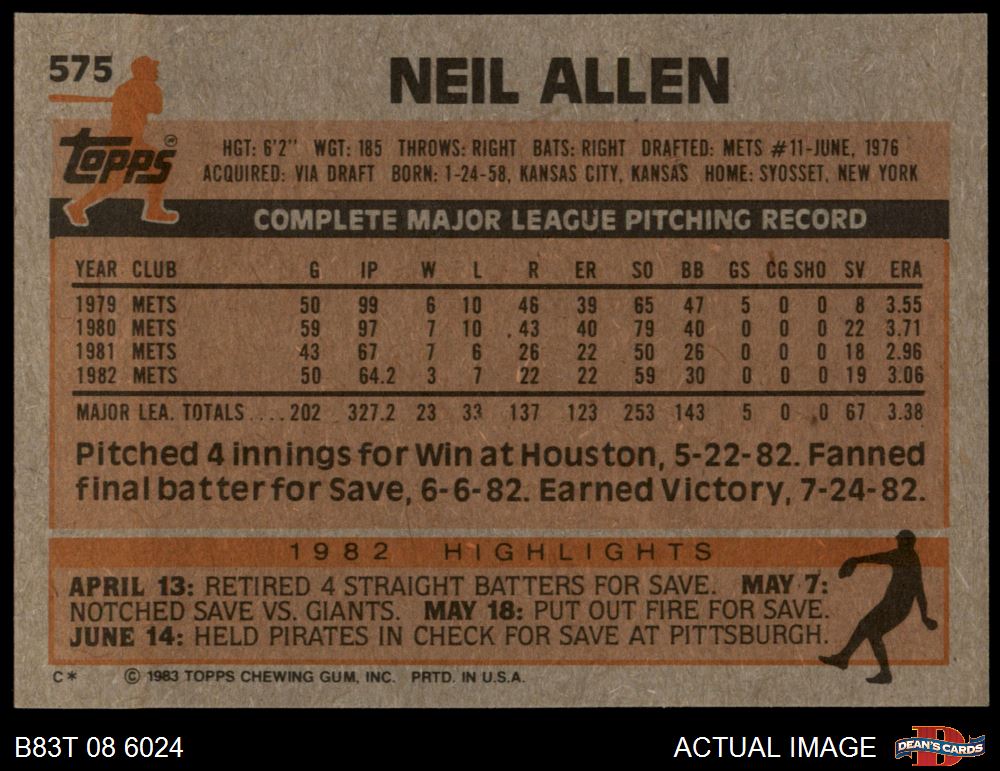 575
NEIL ALLEN
Topps®
HGT: 6'2" WGT: 185 THROWS: RIGHT BATS: RIGHT DRAFTED: METS #11-JUNE, 1976
ACQUIRED: VIA DRAFT BORN: 1-24-58, KANSAS CITY, KANSAS HOME: SYOSSET, NEW YORK
COMPLETE MAJOR LEAGUE PITCHING RECORD
YEAR CLUB G IP W L R ER SO BB GS CG SHO SV ERA
1979 METS 50 99 6 10 46 39 65 47 5 0 0 8 3.55
1980 METS 59 97 7 10 43 40 79 40 0 0 0 22 3.71
1981 METS 43 67 7 6 26 22 50 26 0 0 0 18 2.96
1982 METS 50 64.2 3 7 22 22 59 30 0 0 0 19 3.06
MAJOR LEA. TOTALS ....202 327.2 23 33 137 123 253 143 5 0 0 67 3.38
Pitched 4 innings for Win at Houston, 5-22-82. Fanned
final batter for Save, 6-6-82. Earned Victory, 7-24-82.
1982 HIGHLIGHTS
APRIL 13: RETIRED 4 STRAIGHT BATTERS FOR SAVE. MAY 7:
NOTCHED SAVE VS. GIANTS. MAY 18: PUT OUT FIRE FOR SAVE.
JUNE 14: HELD PIRATES IN CHECK FOR SAVE AT PITTSBURGH.
C* © 1983 TOPPS CHEWING GUM, INC. PRTD. IN U.S.A.
B83T 08 6024 ACTUAL IMAGE D DEAN'S CARDS